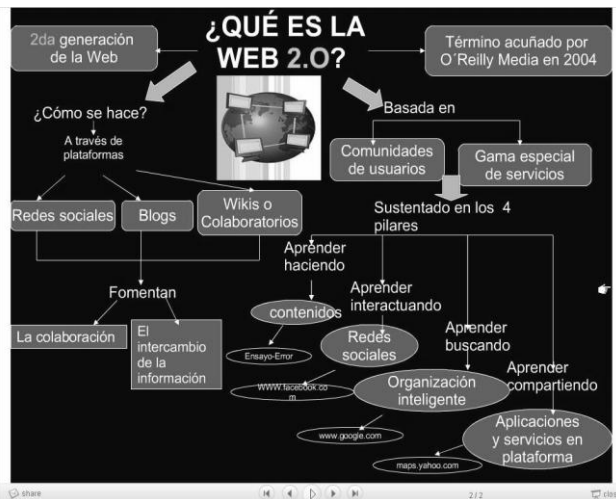 ¿QUÉ ES LA
WEB 2.O?
2da generación
de la Web
Término acuñado por
O´Reilly Media en 2004
¿Cómo se hace?
A través de
plataformas
Redes sociales
Blogs
Wikis o
Colaboratorios
Fomentan
La colaboración
El
intercambio
de la
información
Basada en
Comunidades
de usuarios
Gama especial
de servicios
Sustentado en los 4
pilares
Aprender
haciendo
contenidos
Ensayo-Error
Aprender
interactuando
Redes
sociales
WWW.facebook.co
m
Aprender
buscando
Organización
inteligente
www.google.com
Aprender
compartiendo
Aplicaciones
y servicios en
plataforma
maps.yahoo.com
share
2/2